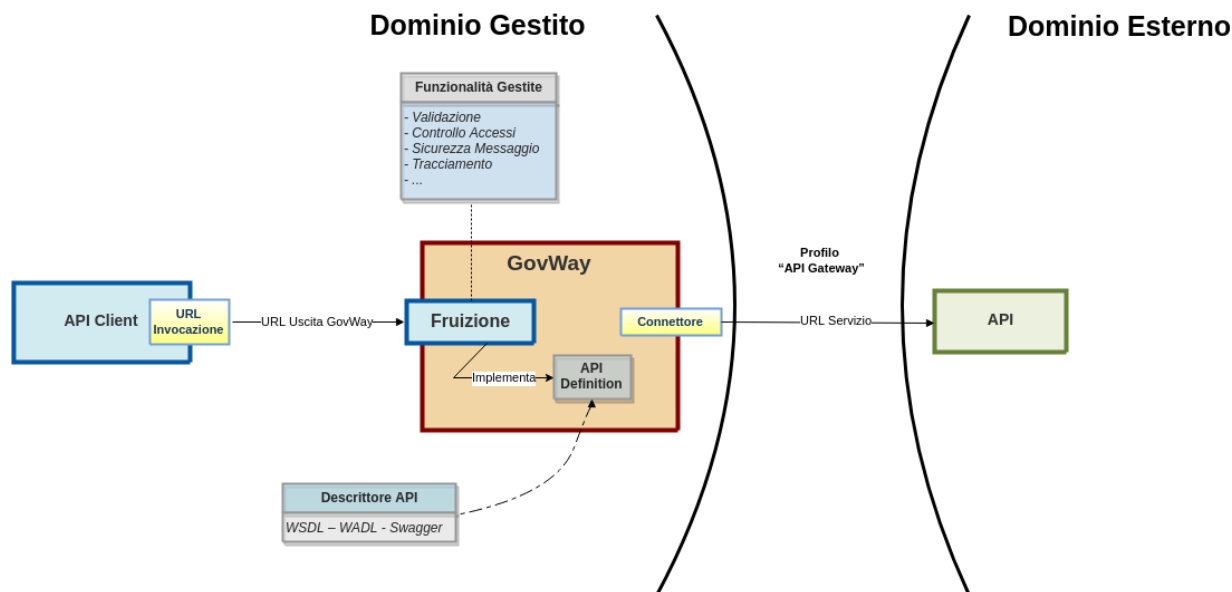 Dominio Gestito
Dominio Esterno
Funzionalità Gestite
- Validazione
- Controllo Accessi
- Sicurezza Messaggio
- Tracciamento
- ...
GovWay
Profilo
“API Gateway”
API Client
URL
Invocazione
URL Uscita GovWay
Fruizione
Connettore
URL Servizio
API
Implementa
API
Definition
Descrittore API
WSDL – WADL - Swagger